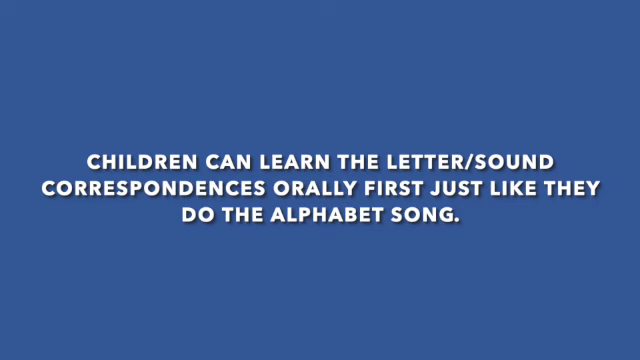 CHILDREN CAN LEARN THE LETTER/SOUND
CORRESPONDENCES ORALLY FIRST JUST LIKE THEY
DO THE ALPHABET SONG.